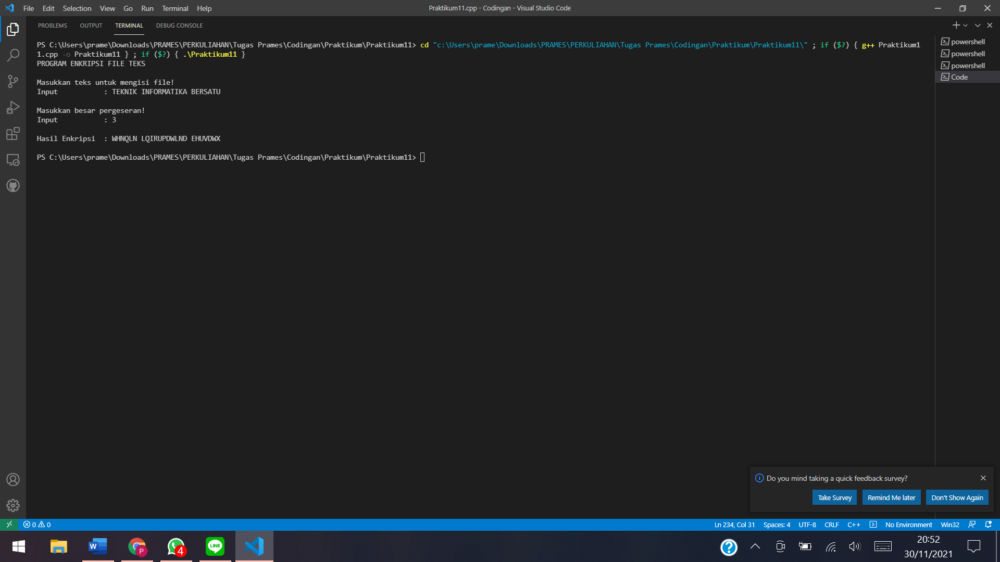 File Edit Selection View Go Run Terminal Help
Praktikum11.cpp - Codingan - Visual Studio Code
PROBLEMS OUTPUT TERMINAL DEBUG CONSOLE
PS C:\Users\prame\Downloads\PRAMES\PERKULIAHAN\Tugas Prames\Codingan\Praktikum\Praktikum11> cd "c:\Users\prame\Downloads\PRAMES\PERKULIAHAN\Tugas Prames\Codingan\Praktikum\Praktikum11\" ; if ($?) { g++ Praktikum1
1.cpp -o Praktikum11 } ; if ($?) { .\Praktikum11 }
PROGRAM ENKRIPSI FILE TEKS
Masukkan teks untuk mengisi file!
Input : TEKNIK INFORMATIKA BERSATU
Masukkan besar pergeseran!
Input : 3
Hasil Enkripsi : WHNQLN LQIRUPDWLND EHUVDWX
PS C:\Users\prame\Downloads\PRAMES\PERKULIAHAN\Tugas Prames\Codingan\Praktikum\Praktikum11>
powershell
powershell
powershell
Code
Do you mind taking a quick feedback survey?
Take Survey Remind Me later Don't Show Again
0 0
Ln 234, Col 31 Spaces: 4 UTF-8 CRLF C++ No Environment Win32
W
P
4
LINE
?
20:52
30/11/2021